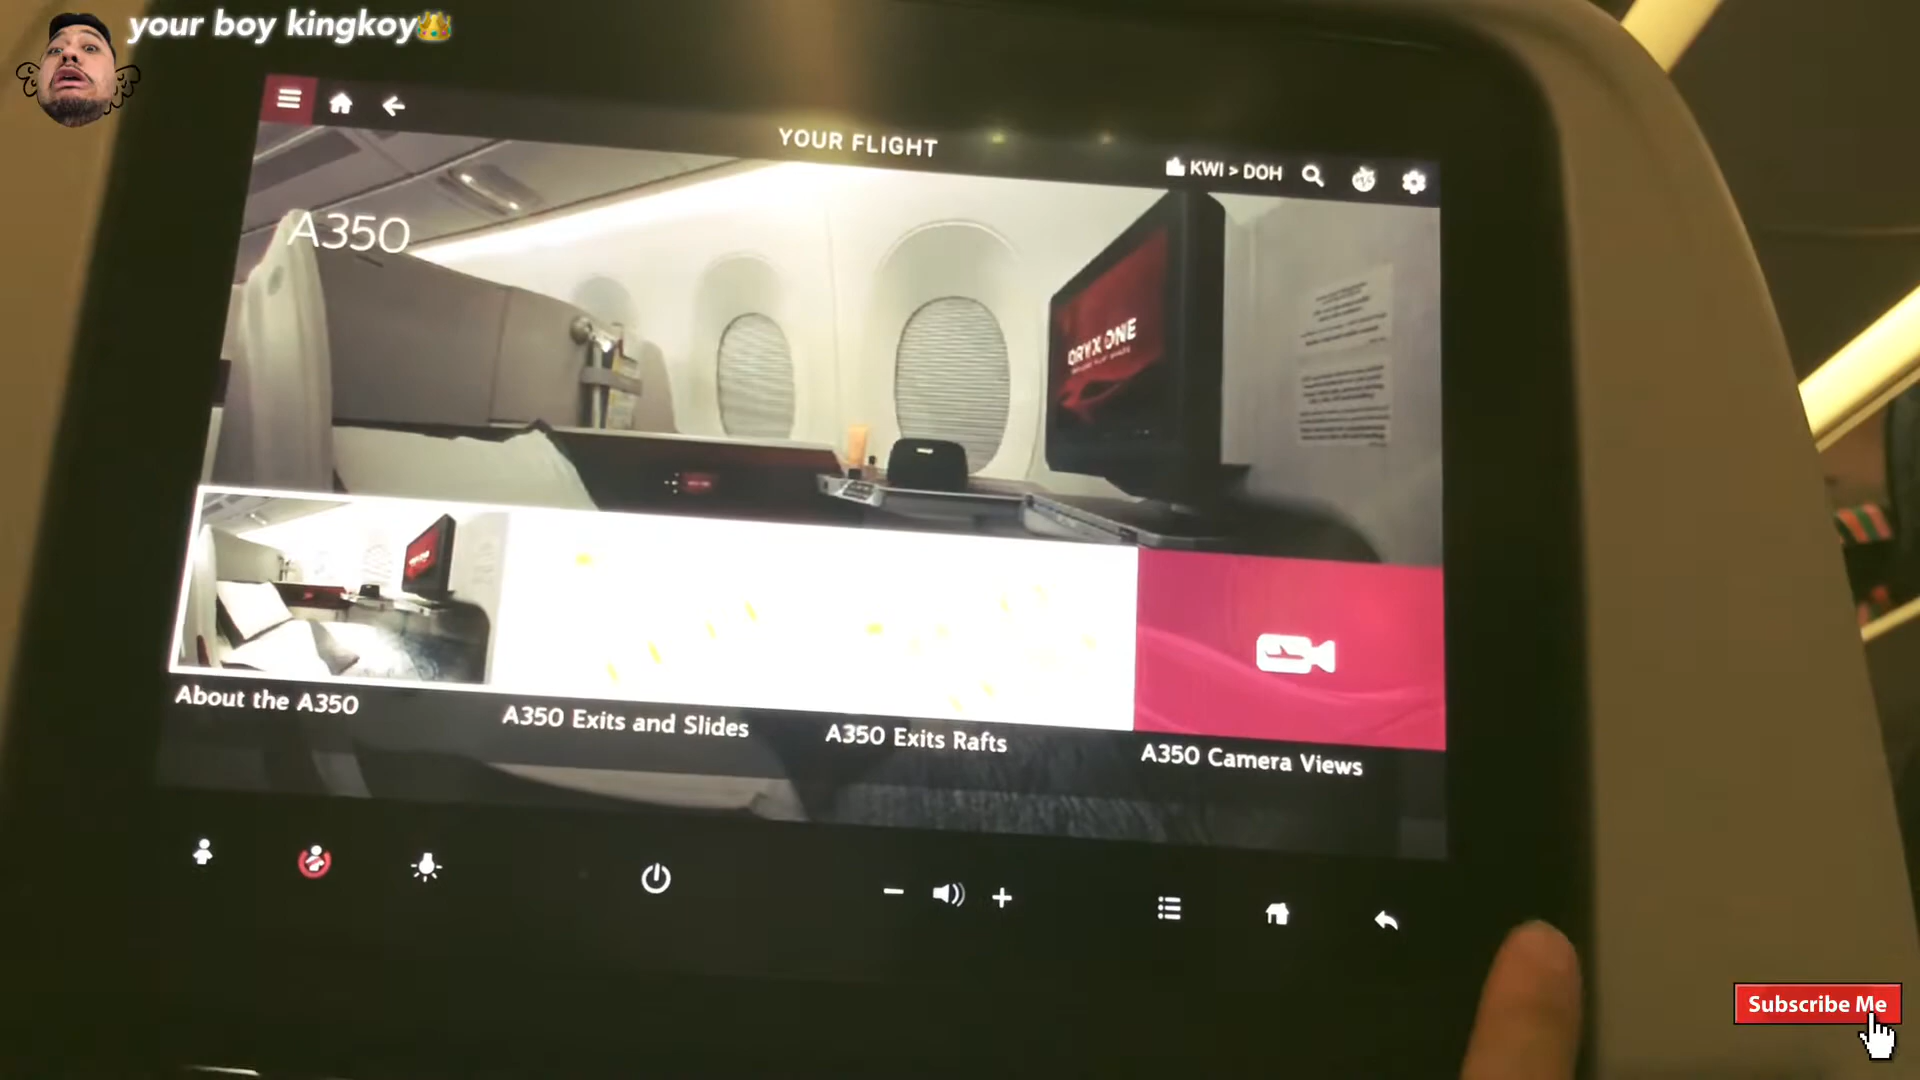 your boy kingkoy
YOUR FLIGHT
KWI > DOH
A350
ORYX ONE
About the A350
A350 Exits and Slides
A350 Exits Rafts
A350 Camera Views
Subscribe Me